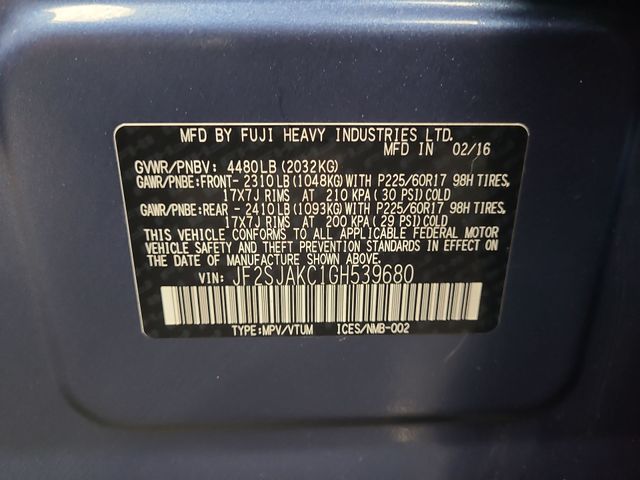 MFD BY FUJI HEAVY INDUSTRIES LTD.
MFD IN 02/16
GVWR/PNBV: 4480LB (2032KG)
GAWR/PNBE:FRONT- 2310LB (1048KG)WITH P225/60R17 98H TIRES,
17X7J RIMS AT 210 KPA ( 30 PSI) COLD
GAWR/PNBE:REAR - 2410LB (1093KG)WITH P225/60R17 98H TIRES,
17X7J RIMS AT 200 KPA ( 29 PSI) COLD
THIS VEHICLE CONFORMS TO ALL APPLICABLE FEDERAL MOTOR
VEHICLE SAFETY AND THEFT PREVENTION STANDARDS IN EFFECT ON
THE DATE OF MANUFACTURE SHOWN ABOVE.
VIN: JF2SJAKC1GH539680
TYPE:MPV/VTUM ICES/NMB-002